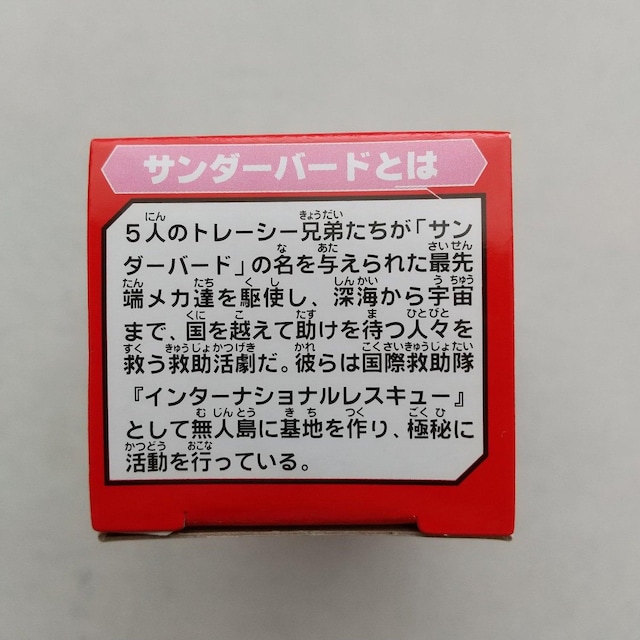 サンダーバードとは
5人のトレーシー兄弟たちが「サン
ダーバード」の名を与えられた最先
端メカ達を駆使し、深海から宇宙
まで、国を越えて助けを待つ人々を
救う救助活劇だ。彼らは国際救助隊
『インターナショナルレスキュー』
として無人島に基地を作り、極秘に
活動を行っている。